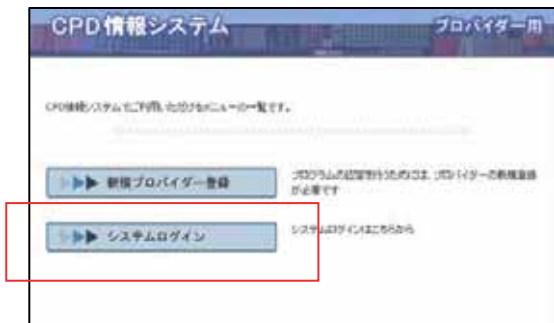 CPD情報システム
プロバイダー用
CPD情報システムでご利用いただけるメニューの一覧です。
新規プロバイダー登録
プログラムの認定を行うためには、プロバイダーの新規登録
が必要です
システムログイン
システムログインはこちらから